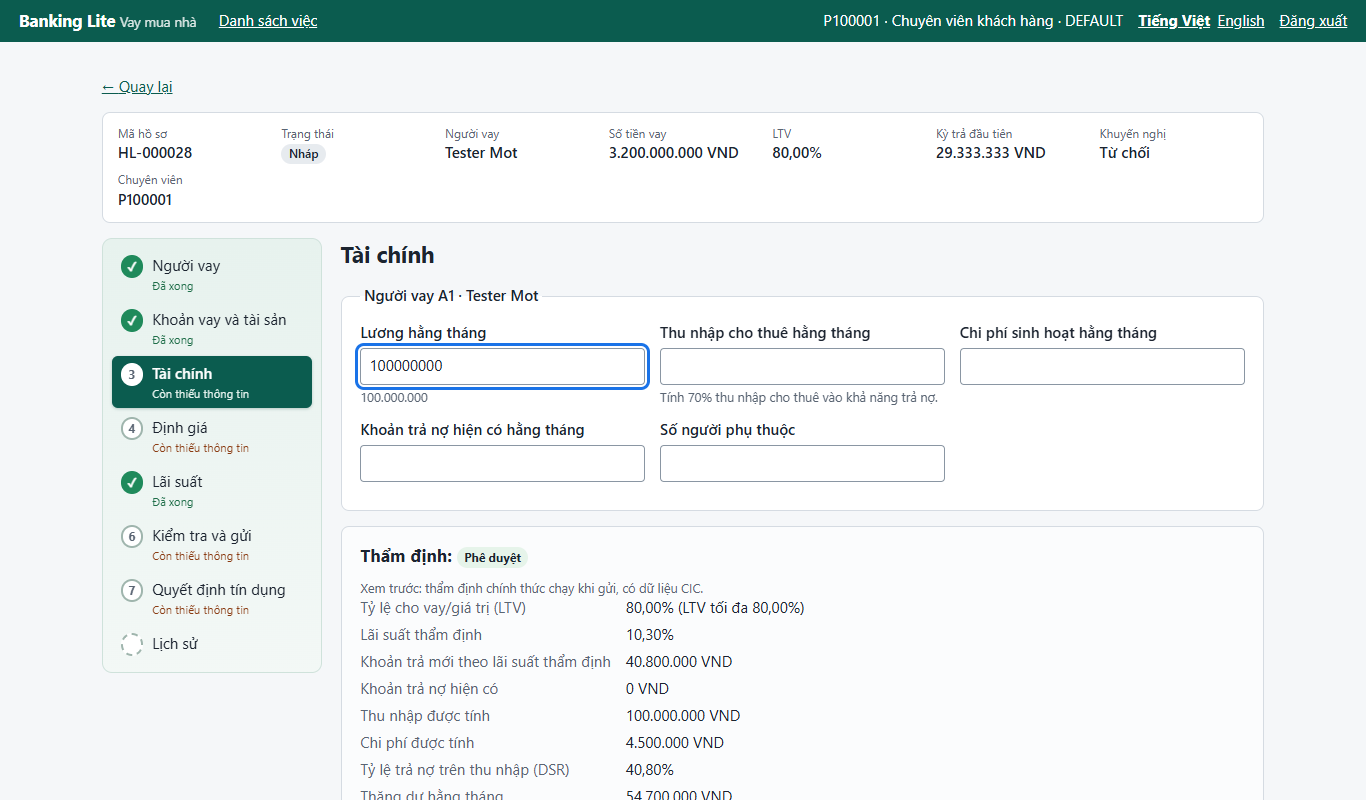 Banking Lite Vay mua nhà Danh sách việc P100001 · Chuyên viên khách hàng · DEFAULT Tiếng Việt English Đăng xuất
← Quay lại
Mã hồ sơ Trạng thái Người vay Số tiền vay LTV Kỳ trả đầu tiên Khuyến nghị
HL-000028 Nháp Tester Mot 3.200.000.000 VND 80,00% 29.333.333 VND Từ chối
Chuyên viên
P100001
Người vay
Đã xong
Khoản vay và tài sản
Đã xong
3 Tài chính
Còn thiếu thông tin
4 Định giá
Còn thiếu thông tin
Lãi suất
Đã xong
6 Kiểm tra và gửi
Còn thiếu thông tin
7 Quyết định tín dụng
Còn thiếu thông tin
Lịch sử
Tài chính
Người vay A1 · Tester Mot
Lương hằng tháng Thu nhập cho thuê hằng tháng Chi phí sinh hoạt hằng tháng
100000000
100.000.000 Tính 70% thu nhập cho thuê vào khả năng trả nợ.
Khoản trả nợ hiện có hằng tháng Số người phụ thuộc
Thẩm định: Phê duyệt
Xem trước: thẩm định chính thức chạy khi gửi, có dữ liệu CIC.
Tỷ lệ cho vay/giá trị (LTV) 80,00% (LTV tối đa 80,00%)
Lãi suất thẩm định 10,30%
Khoản trả mới theo lãi suất thẩm định 40.800.000 VND
Khoản trả nợ hiện có 0 VND
Thu nhập được tính 100.000.000 VND
Chi phí được tính 4.500.000 VND
Tỷ lệ trả nợ trên thu nhập (DSR) 40,80%
Thặng dư hằng tháng 54.700.000 VND